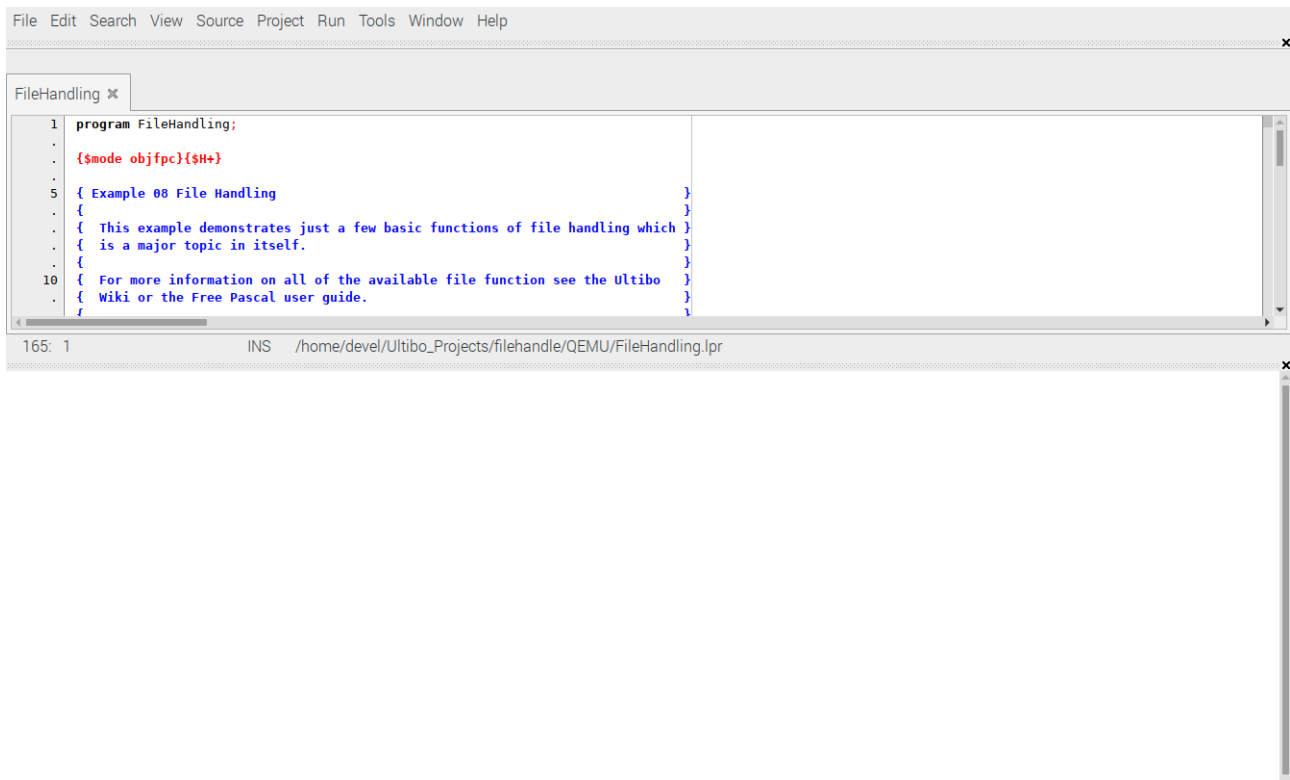 File Edit Search View Source Project Run Tools Window Help
FileHandling
1 program FileHandling;
.
. {$mode objfpc}{$H+}
.
5 { Example 08 File Handling }
. { }
. { This example demonstrates just a few basic functions of file handling which }
. { is a major topic in itself. }
. { }
10 { For more information on all of the available file function see the Ultibo }
. { Wiki or the Free Pascal user guide. }
{ }
165: 1 INS /home/devel/Ultibo_Projects/filehandle/QEMU/FileHandling.lpr